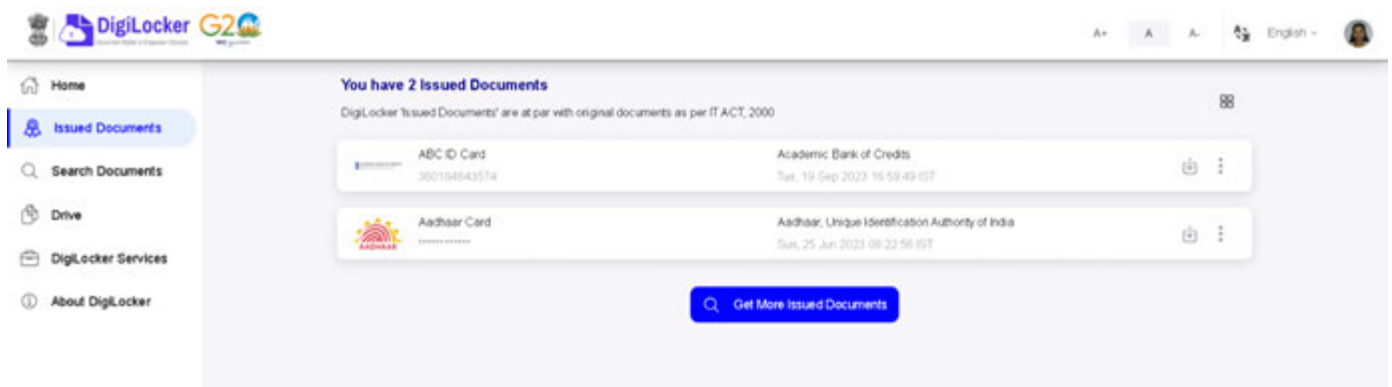 DigiLocker G20
A+ A A- English
Home
Issued Documents
Search Documents
Drive
DigiLocker Services
About DigiLocker
You have 2 Issued Documents
DigiLocker 'Issued Documents' are at par with original documents as per IT ACT, 2000
ABC ID Card
360184643574
Academic Bank of Credits
Tue, 19 Sep 2023 16:59:49 IST
AADHAAR
Aadhaar Card
************
Aadhaar, Unique Identification Authority of India
Sun, 25 Jun 2023 08:22:56 IST
Get More Issued Documents